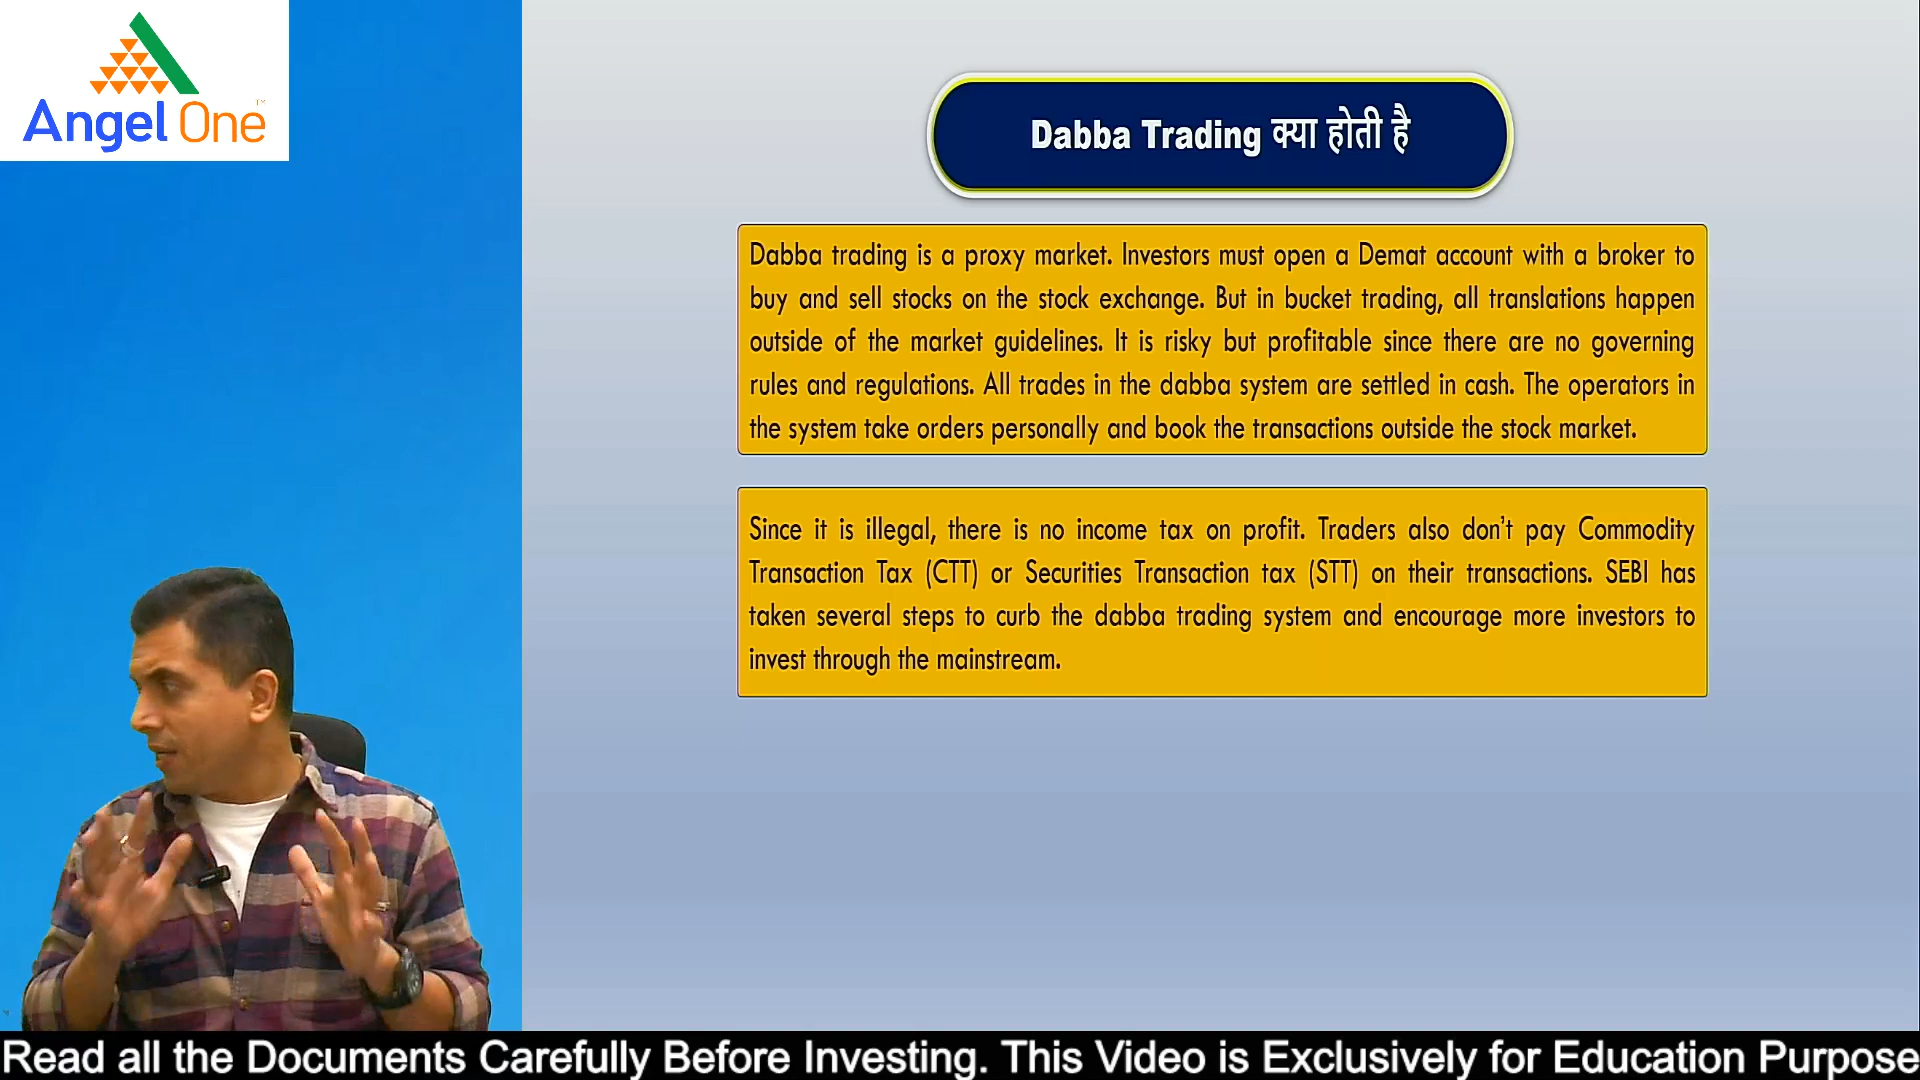 Angel One
TM
Dabba Trading क्या होती है
Dabba trading is a proxy market. Investors must open a Demat account with a broker to
buy and sell stocks on the stock exchange. But in bucket trading, all translations happen
outside of the market guidelines. It is risky but profitable since there are no governing
rules and regulations. All trades in the dabba system are settled in cash. The operators in
the system take orders personally and book the transactions outside the stock market.
Since it is illegal, there is no income tax on profit. Traders also don’t pay Commodity
Transaction Tax (CTT) or Securities Transaction tax (STT) on their transactions. SEBI has
taken several steps to curb the dabba trading system and encourage more investors to
invest through the mainstream.
Read all the Documents Carefully Before Investing. This Video is Exclusively for Education Purpose